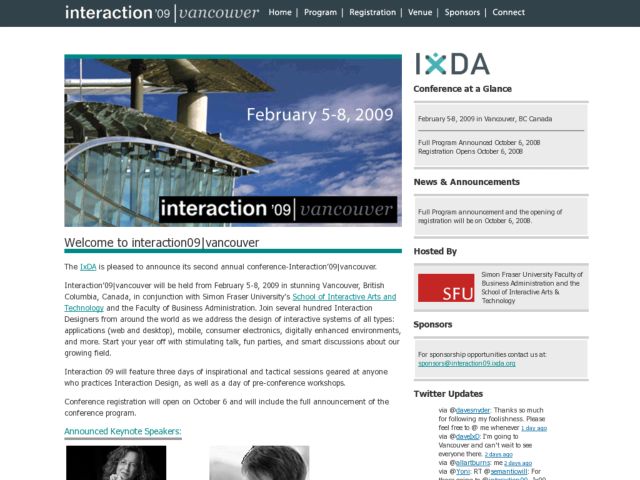 interaction '09|vancouver
Home | Program | Registration | Venue | Sponsors | Connect
February 5-8, 2009
interaction '09|vancouver
Welcome to interaction09|vancouver
The IxDA is pleased to announce its second annual conference-Interaction'09|vancouver.
Interaction'09|vancouver will be held from February 5-8, 2009 in stunning Vancouver, British
Columbia, Canada, in conjunction with Simon Fraser University's School of Interactive Arts and
Technology and the Faculty of Business Administration. Join several hundred Interaction
Designers from around the world as we address the design of interactive systems of all types:
applications (web and desktop), mobile, consumer electronics, digitally enhanced environments,
and more. Start your year off with stimulating talk, fun parties, and smart discussions about our
growing field.
Interaction 09 will feature three days of inspirational and tactical sessions geared at anyone
who practices Interaction Design, as well as a day of pre-conference workshops.
Conference registration will open on October 6 and will include the full announcement of the
conference program.
Announced Keynote Speakers:
IxDA
Conference at a Glance
February 5-8, 2009 in Vancouver, BC Canada
Full Program Announced October 6, 2008
Registration Opens October 6, 2008
News & Announcements
Full Program announcement and the opening of
registration will be on October 6, 2008.
Hosted By
SFU
Simon Fraser University Faculty of
Business Administration and the
School of Interactive Arts &
Technology
Sponsors
For sponsorship opportunities contact us at:
sponsors@interaction09.ixda.org
Twitter Updates
via @davesnyder: Thanks so much
for following my foolishness. Please
feel free to @ me whenever 1 day ago
via @daveIxD: I'm going to
Vancouver and can't wait to see
everyone there. 2 days ago
via @allartburns: me 2 days ago
via @Yoni: RT @semanticwill: For